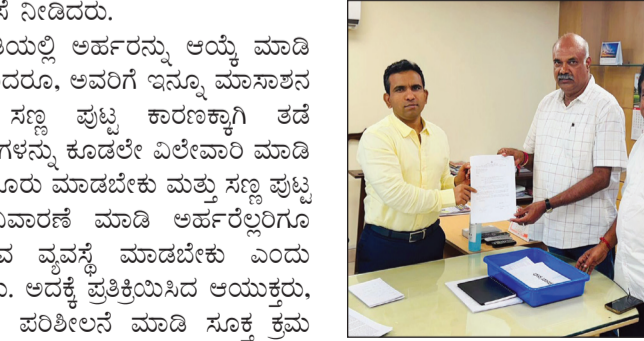 ನೀಡಿದರು.
ಅರ್ಹರನ್ನು ಆಯ್ಕೆ ಮಾಡಿ
ಅವರಿಗೆ ಇನ್ನೂ ಮಾಸಾಶನ
ಸಣ್ಣ ಪುಟ್ಟ ಕಾರಣಕ್ಕಾಗಿ ತಡೆ
ಕೂಡಲೇ ವಿಲೇವಾರಿ ಮಾಡಿ
ಮಾಡಬೇಕು ಮತ್ತು ಸಣ್ಣ ಪುಟ್ಟ
ಮಾಡಿ ಅರ್ಹರೆಲ್ಲರಿಗೂ
ವ್ಯವಸ್ಥೆ ಮಾಡಬೇಕು ಎಂದು
ಅದಕ್ಕೆ ಪ್ರತಿಕ್ರಿಯಿಸಿದ ಆಯುಕ್ತರು,
ಪರಿಶೀಲನೆ ಮಾಡಿ ಸೂಕ್ತ ಕ್ರಮ